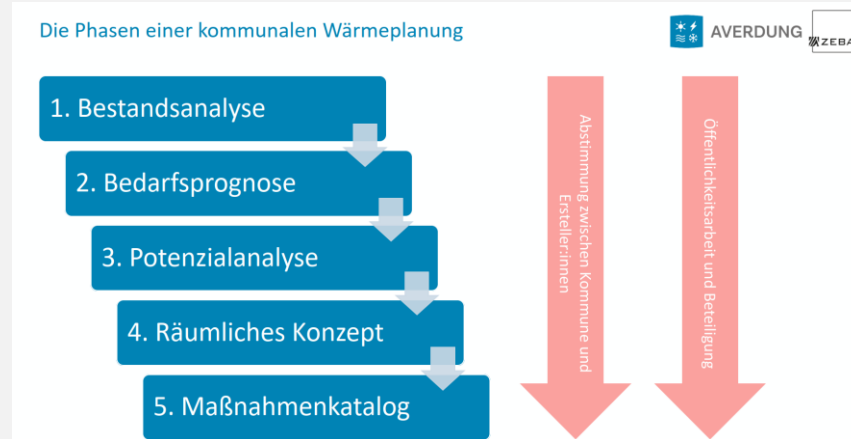 Die Phasen einer kommunalen Wärmeplanung
AVERDUNG
ZEBA
1. Bestandsanalyse
2. Bedarfsprognose
3. Potenzialanalyse
4. Räumliches Konzept
5. Maßnahmenkatalog
Abstimmung zwischen Kommune und
Ersteller:innen
Öffentlichkeitsarbeit und Beteiligung